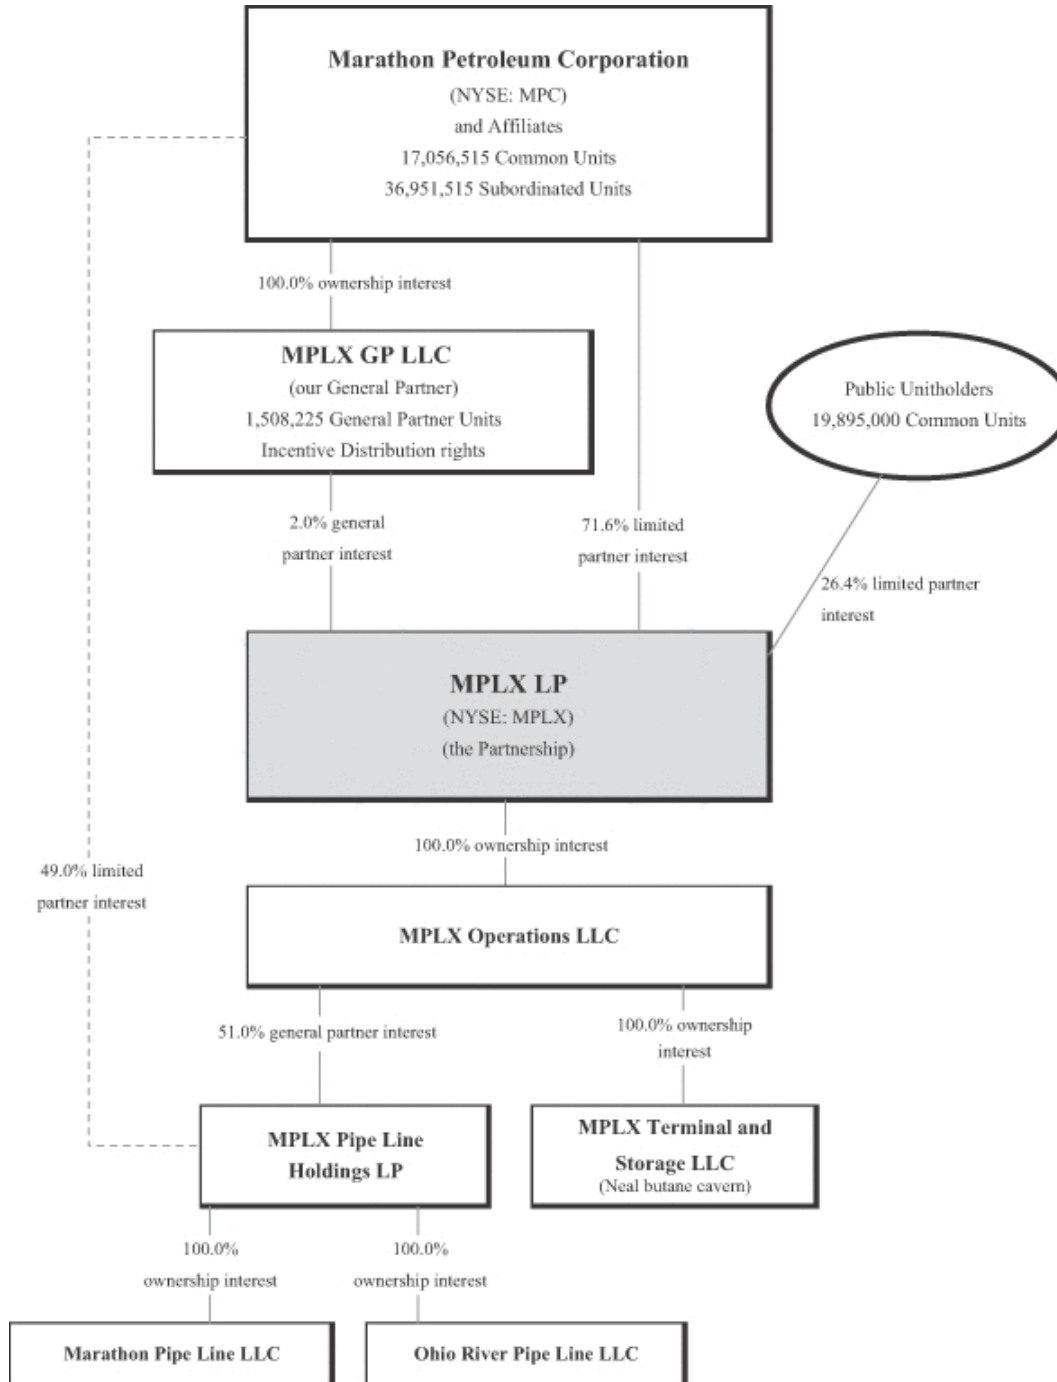 Marathon Petroleum Corporation
(NYSE: MPC)
and Affiliates
17,056,515 Common Units
36,951,515 Subordinated Units
100.0% ownership interest
MPLX GP LLC
(our General Partner)
1,508,225 General Partner Units
Incentive Distribution rights
Public Unitholders
19,895,000 Common Units
2.0% general
partner interest
71.6% limited
partner interest
26.4% limited partner
interest
MPLX LP
(NYSE: MPLX)
(the Partnership)
100.0% ownership interest
49.0% limited
partner interest
MPLX Operations LLC
51.0% general partner interest
100.0% ownership
interest
MPLX Pipe Line
Holdings LP
MPLX Terminal and
Storage LLC
(Neal butane cavern)
100.0%
ownership interest
100.0%
ownership interest
Marathon Pipe Line LLC
Ohio River Pipe Line LLC